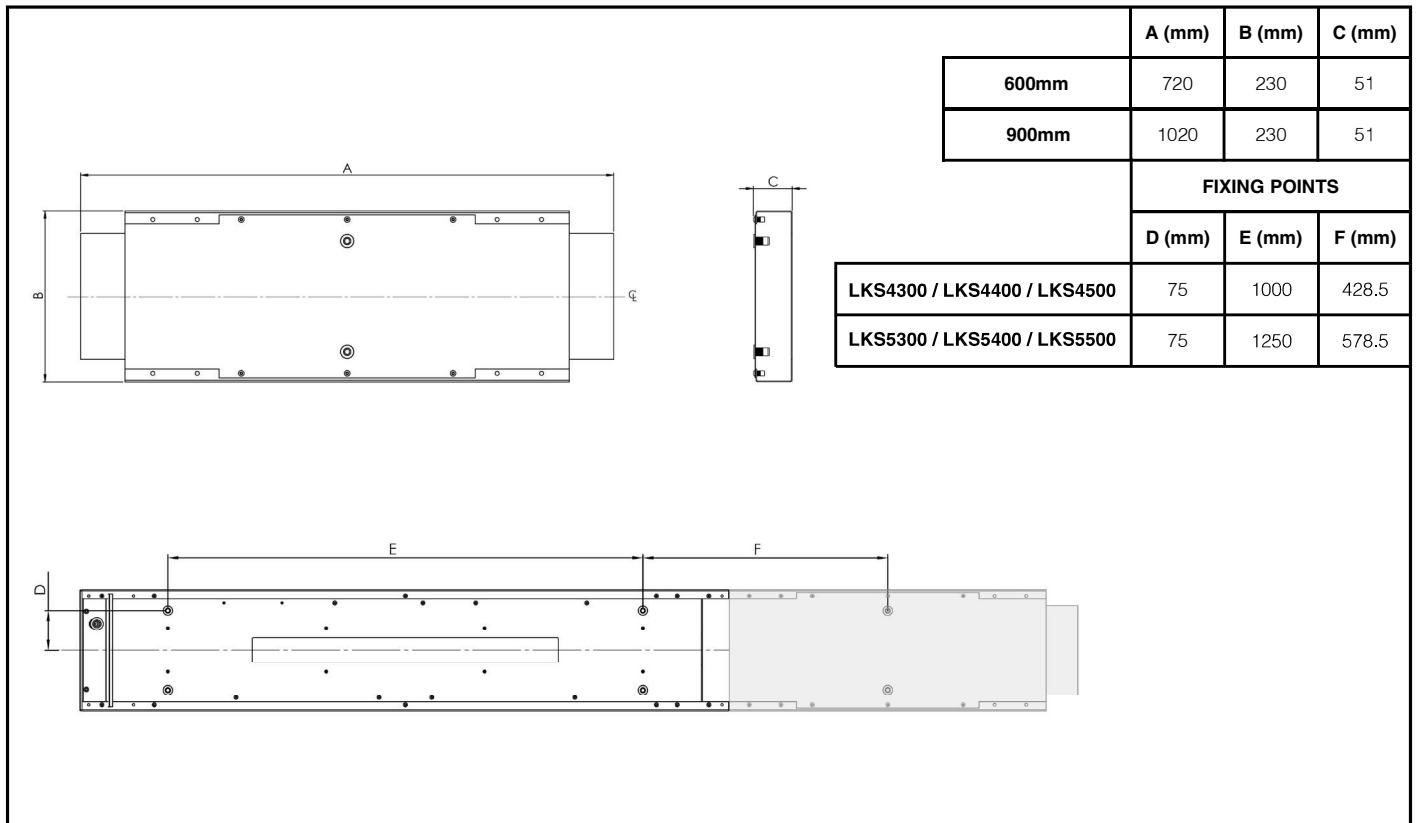 A (mm) B (mm) C (mm)
600mm 720 230 51
900mm 1020 230 51
FIXING POINTS
D (mm) E (mm) F (mm)
LKS4300 / LKS4400 / LKS4500 75 1000 428.5
LKS5300 / LKS5400 / LKS5500 75 1250 578.5
A
C
B
℄
E
F
D